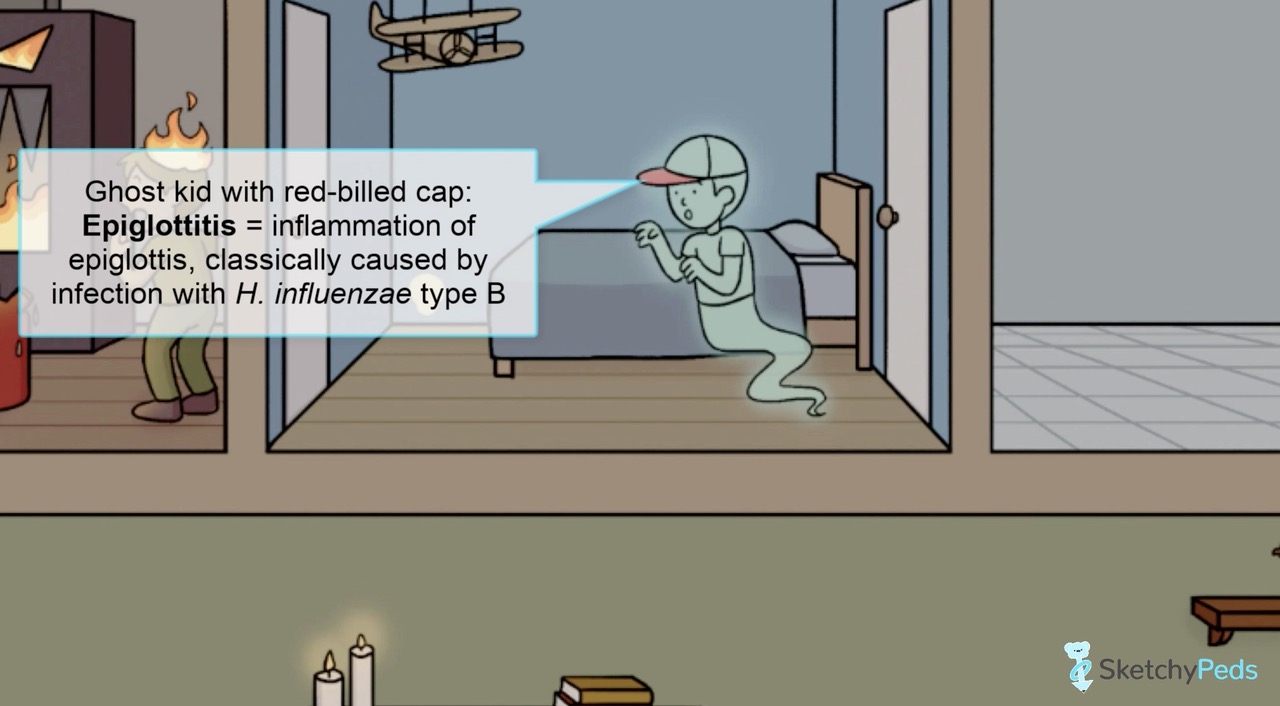 Ghost kid with red-billed cap:
Epiglottitis = inflammation of
epiglottis, classically caused by
infection with H. influenzae type B
SketchyPeds